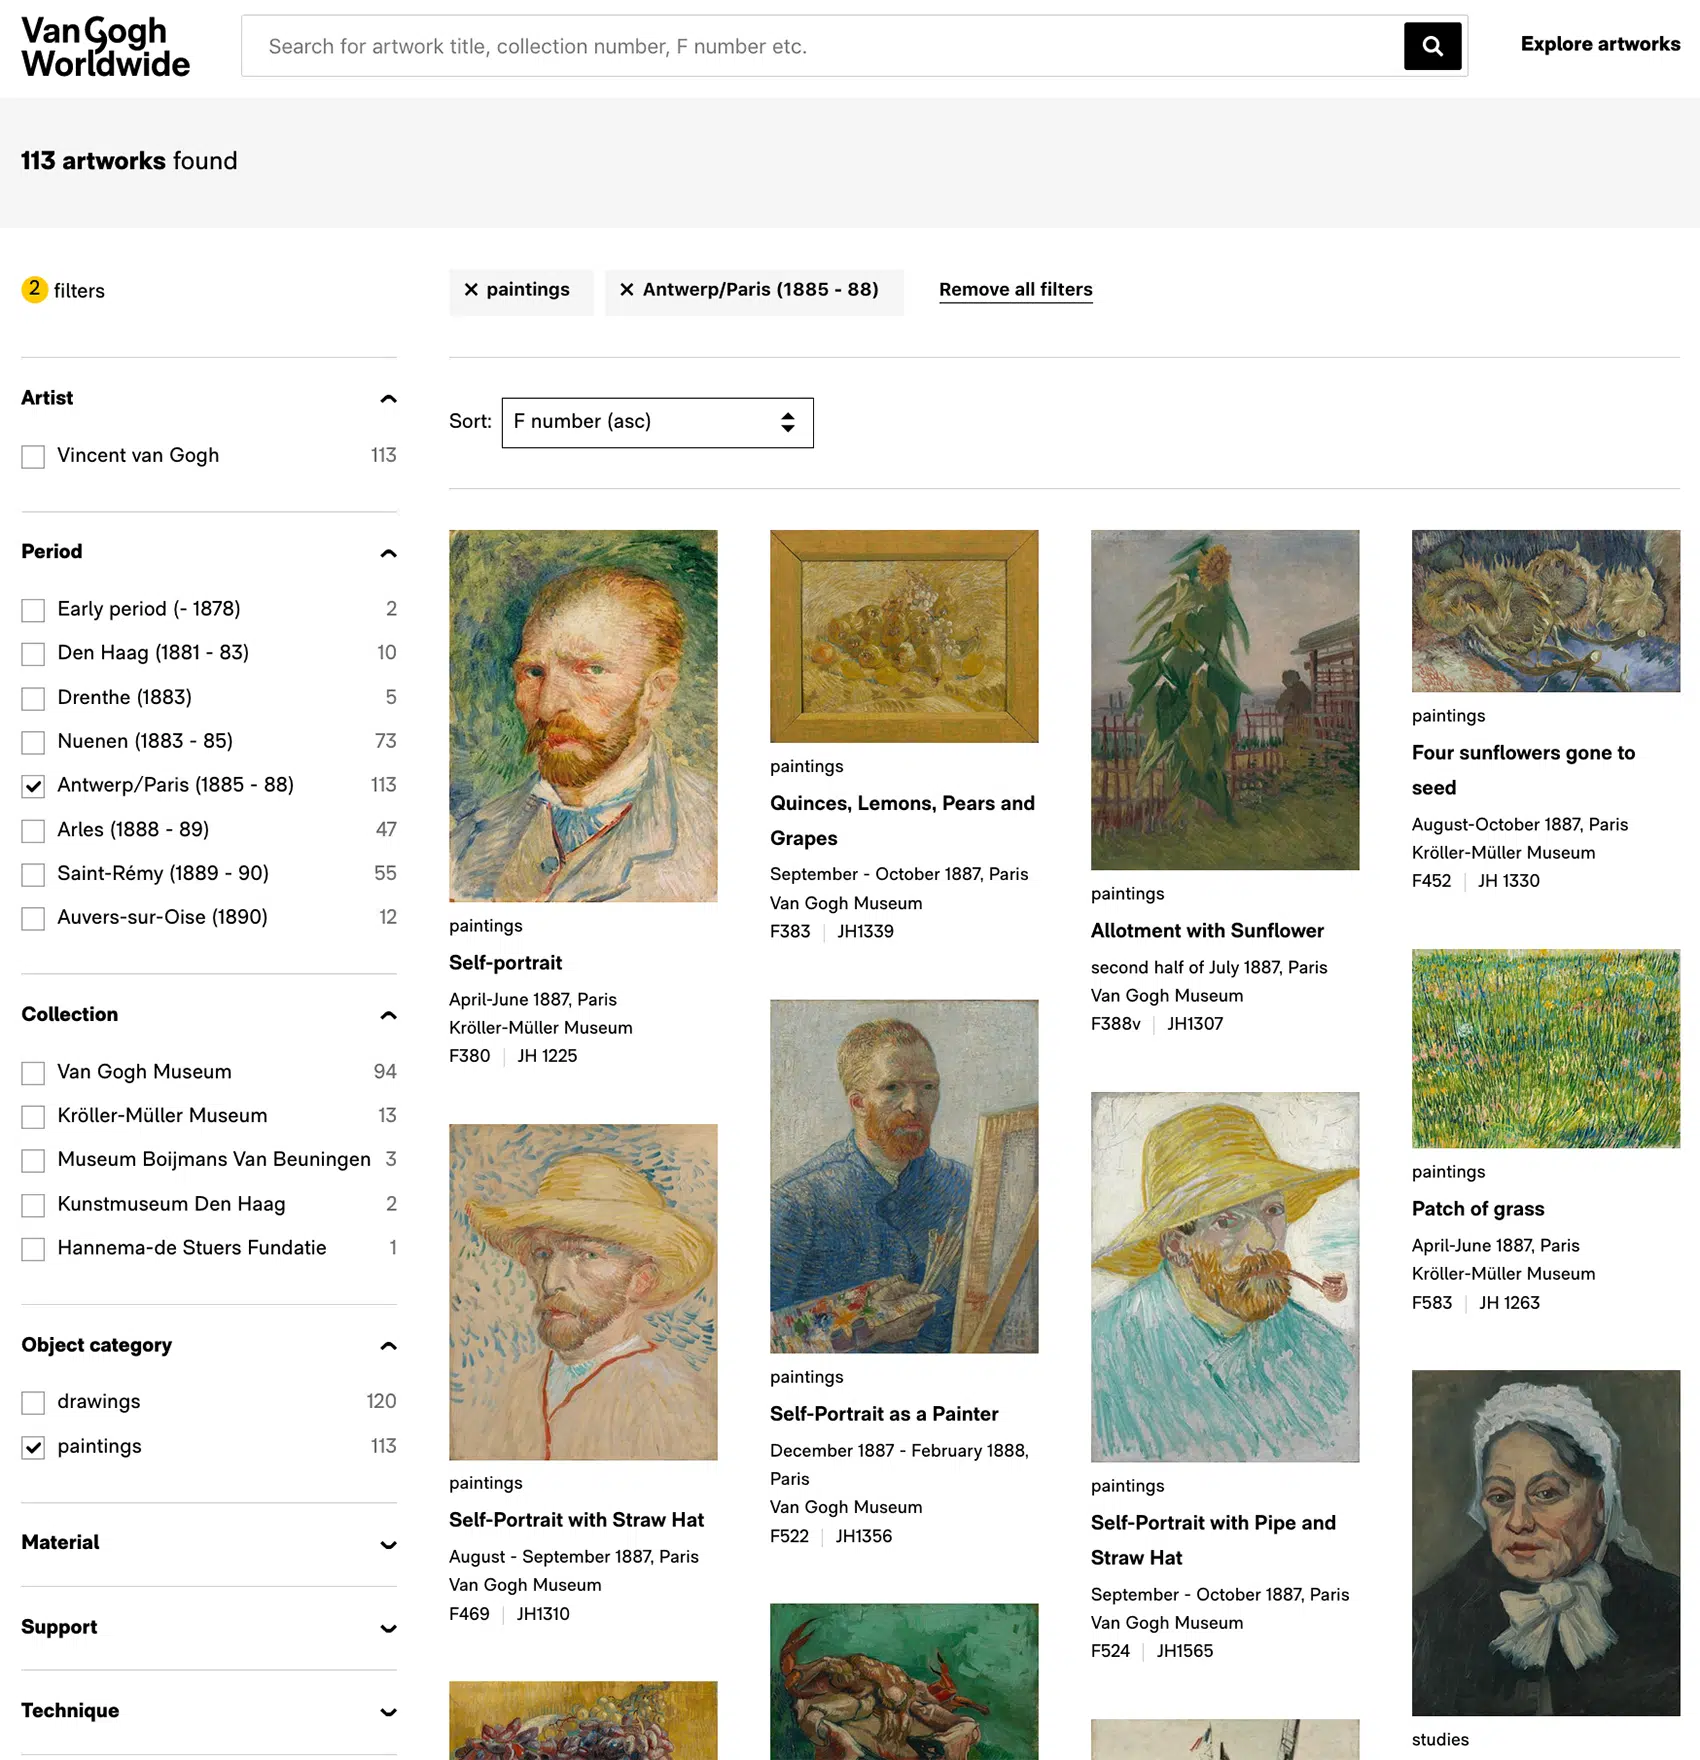 Van Gogh
Worldwide
Search for artwork title, collection number, F number etc.
Explore artworks
113 artworks found
2 filters
paintings
Antwerp/Paris (1885 - 88)
Remove all filters
Artist
Vincent van Gogh 113
Period
Early period (- 1878) 2
Den Haag (1881 - 83) 10
Drenthe (1883) 5
Nuenen (1883 - 85) 73
Antwerp/Paris (1885 - 88) 113
Arles (1888 - 89) 47
Saint-Rémy (1889 - 90) 55
Auvers-sur-Oise (1890) 12
Collection
Van Gogh Museum 94
Kröller-Müller Museum 13
Museum Boijmans Van Beuningen 3
Kunstmuseum Den Haag 2
Hannema-de Stuers Fundatie 1
Object category
drawings 120
paintings 113
Material
Support
Technique
Sort: F number (asc)
paintings
Self-portrait
April-June 1887, Paris
Kröller-Müller Museum
F380 | JH 1225
paintings
Self-Portrait with Straw Hat
August - September 1887, Paris
Van Gogh Museum
F469 | JH1310
paintings
Quinces, Lemons, Pears and
Grapes
September - October 1887, Paris
Van Gogh Museum
F383 | JH1339
paintings
Self-Portrait as a Painter
December 1887 - February 1888,
Paris
Van Gogh Museum
F522 | JH1356
paintings
Allotment with Sunflower
second half of July 1887, Paris
Van Gogh Museum
F388v | JH1307
paintings
Self-Portrait with Pipe and
Straw Hat
September - October 1887, Paris
Van Gogh Museum
F524 | JH1565
paintings
Four sunflowers gone to
seed
August-October 1887, Paris
Kröller-Müller Museum
F452 | JH 1330
paintings
Patch of grass
April-June 1887, Paris
Kröller-Müller Museum
F583 | JH 1263
studies